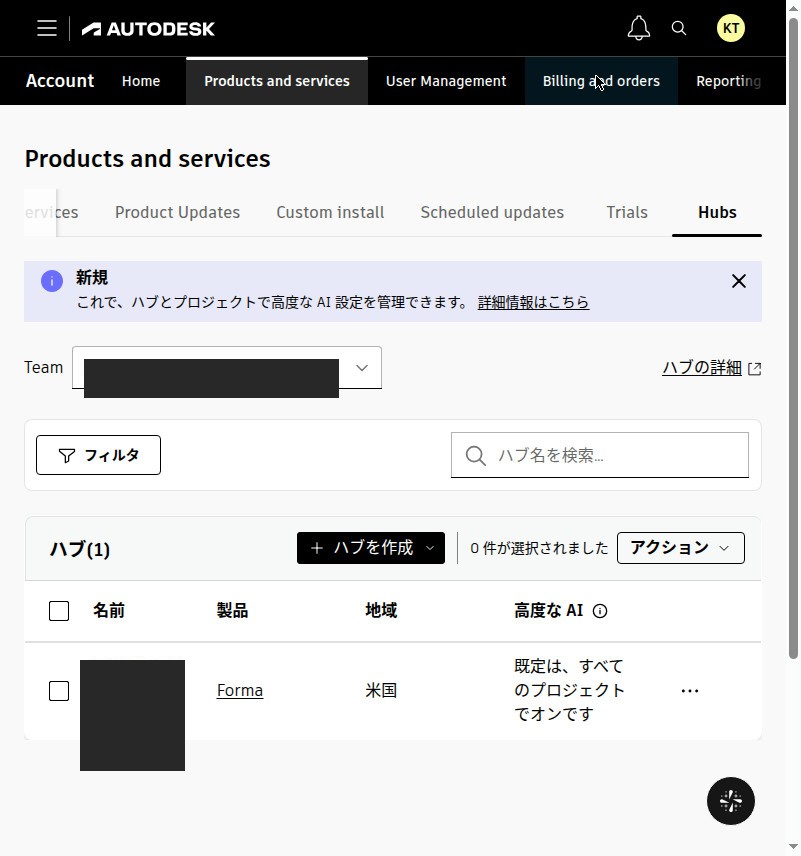 AUTODESK
KT
Account Home Products and services User Management Billing and orders Reporting
Products and services
ervices Product Updates Custom install Scheduled updates Trials Hubs
新規
これで、ハブとプロジェクトで高度な AI 設定を管理できます。 詳細情報はこちら
Team
ハブの詳細
フィルタ
ハブ名を検索...
ハブ(1)
ハブを作成
0 件が選択されました
アクション
名前 製品 地域 高度な AI
Forma 米国
既定は、すべて
のプロジェクト
でオンです